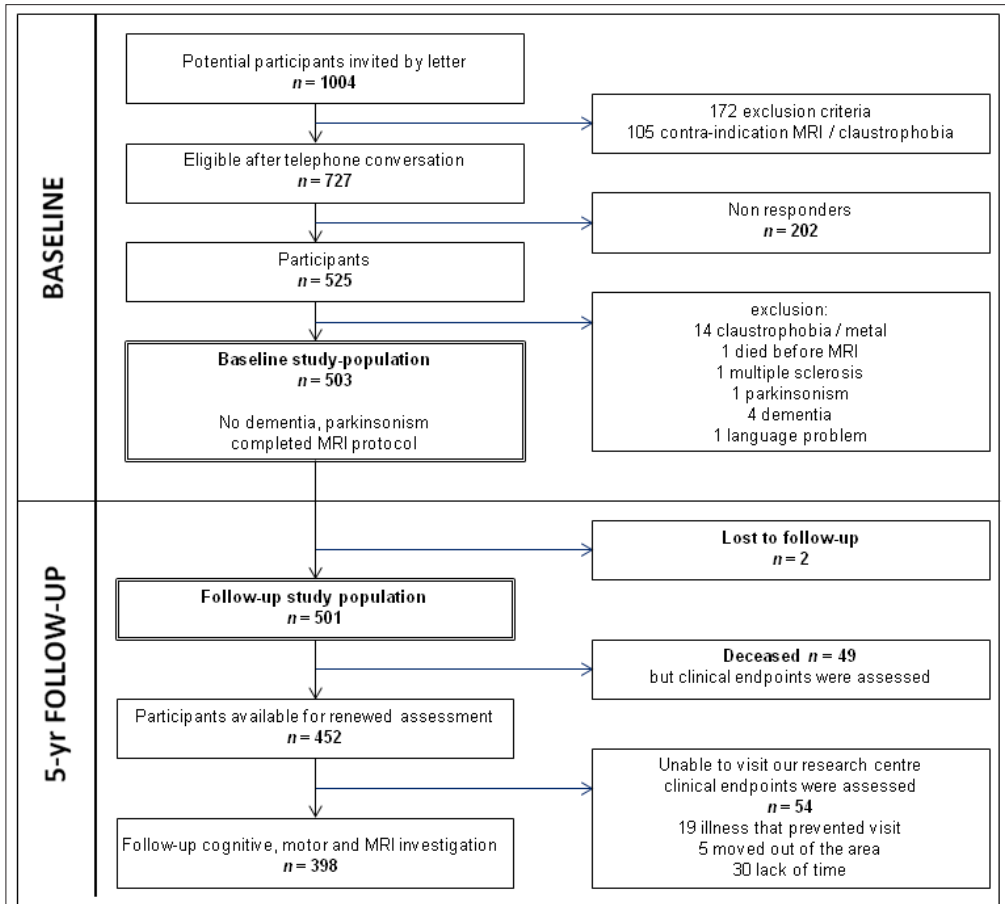 BASELINE
Potential participants invited by letter
n = 1004
172 exclusion criteria
105 contra-indication MRI / claustrophobia
Eligible after telephone conversation
n = 727
Non responders
n = 202
Participants
n = 525
exclusion:
14 claustrophobia / metal
1 died before MRI
1 multiple sclerosis
1 parkinsonism
4 dementia
1 language problem
Baseline study-population
n = 503
No dementia, parkinsonism
completed MRI protocol
5-yr FOLLOW-UP
Lost to follow-up
n = 2
Follow-up study population
n = 501
Deceased n = 49
but clinical endpoints were assessed
Participants available for renewed assessment
n = 452
Unable to visit our research centre
clinical endpoints were assessed
n = 54
19 illness that prevented visit
5 moved out of the area
30 lack of time
Follow-up cognitive, motor and MRI investigation
n = 398